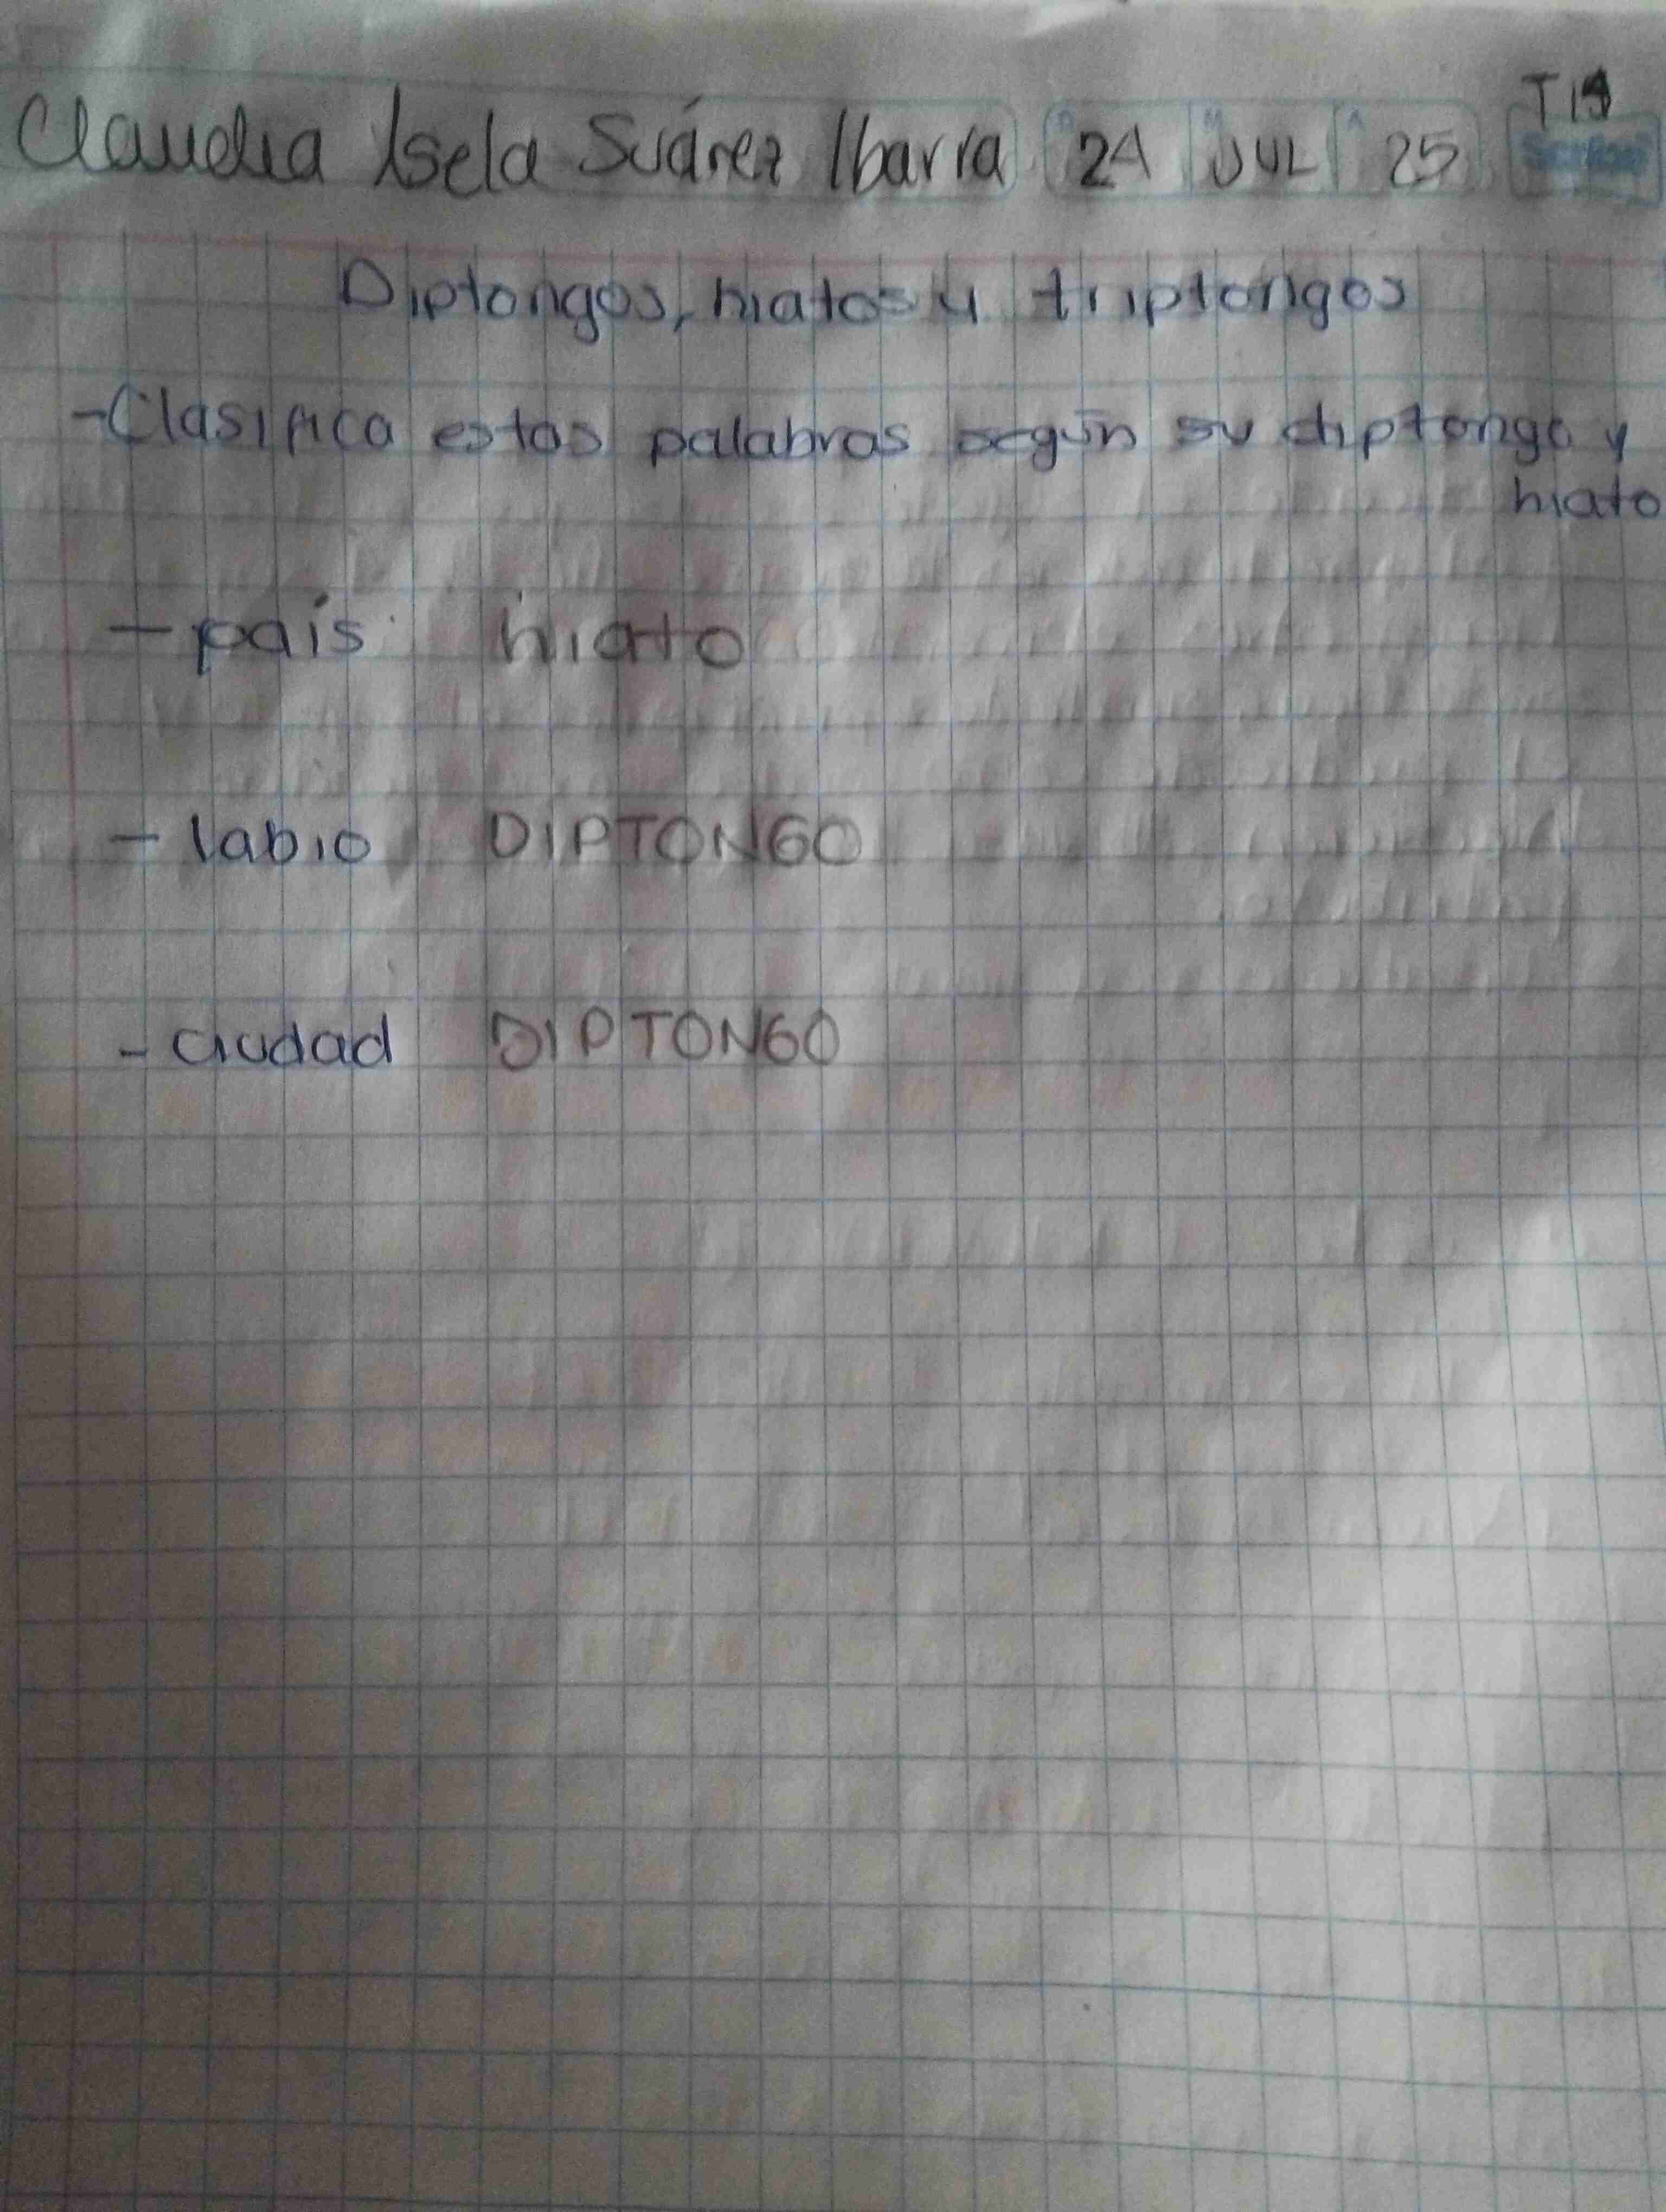 T19
Claudia Isela Suárez Ibarra 24 JUL 25
Scribe
Diptongos, hiatos y triptongos
-Clasifica estas palabras según su diptongo y
hiato
- país hiato
- labio DIPTONGO
- ciudad DIPTONGO